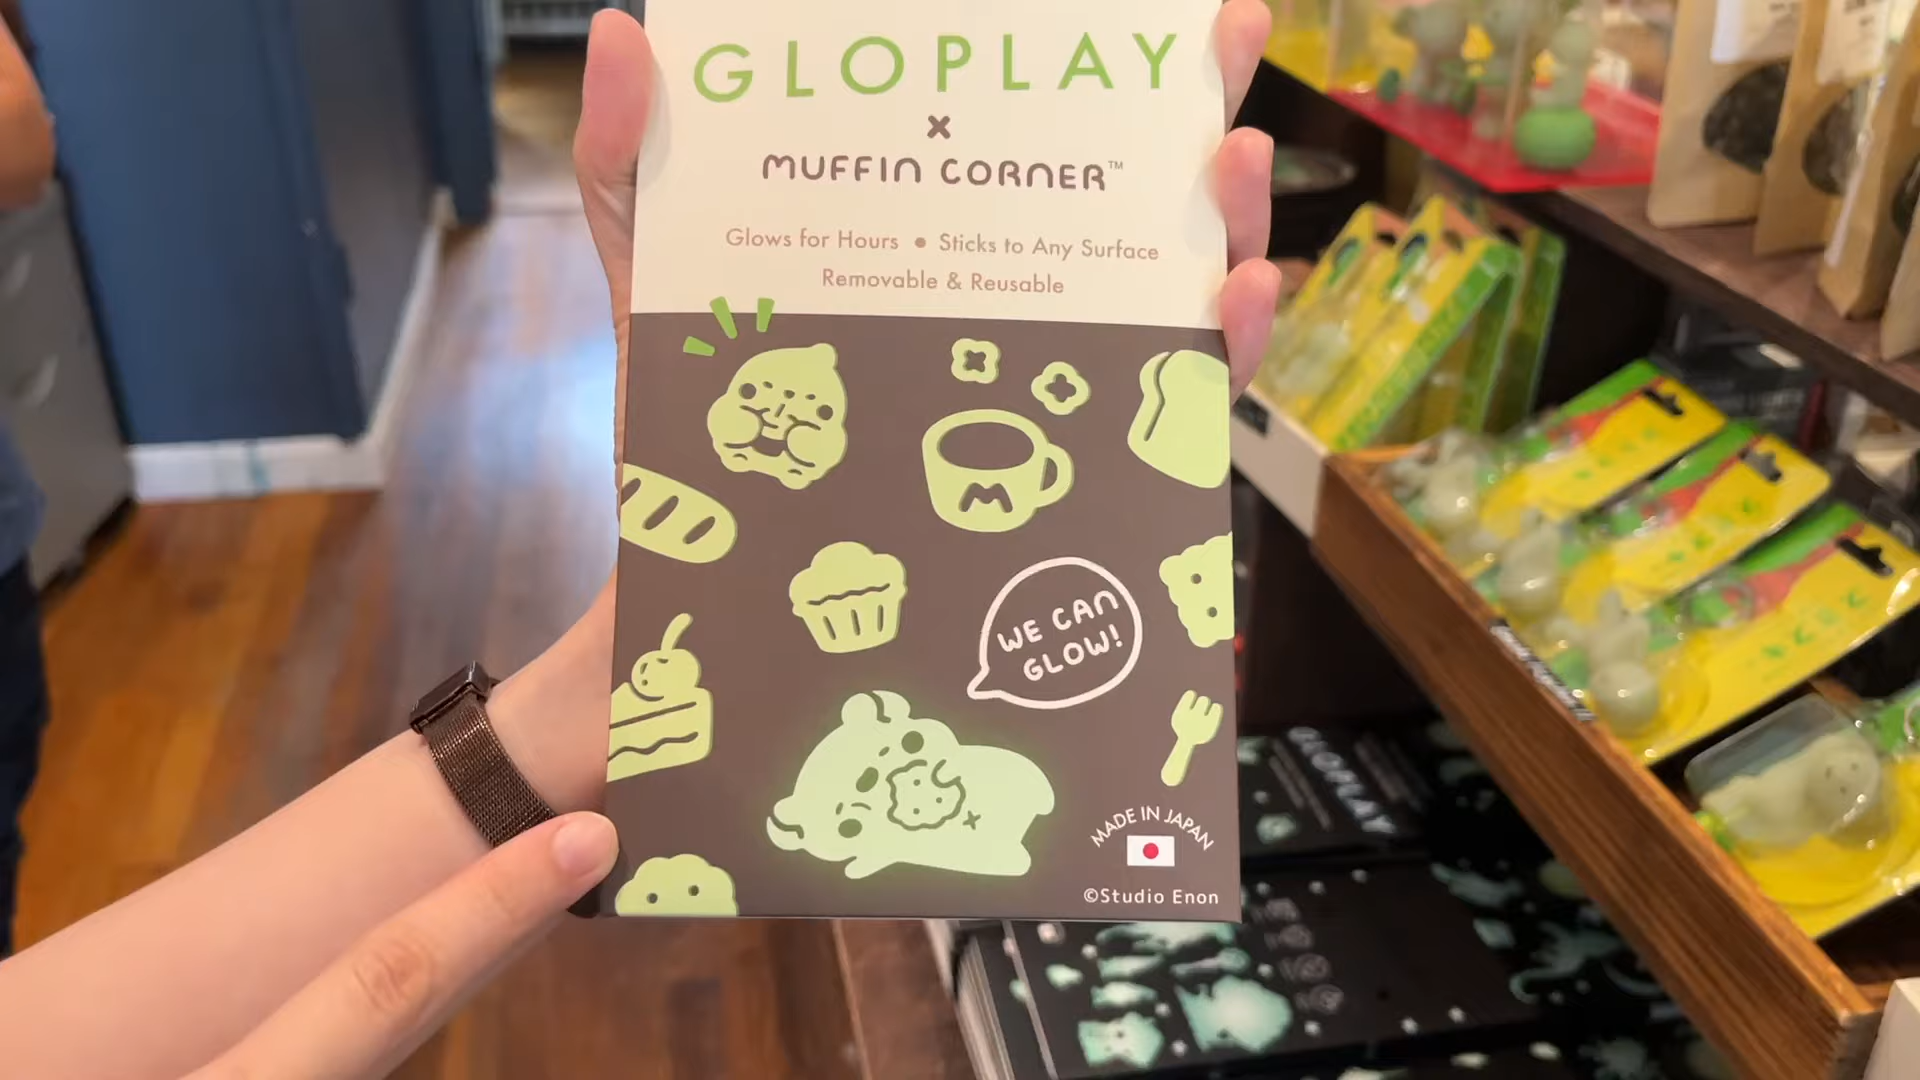 GLOPLAY
x
MUFFIN CORNER™
Glows for Hours • Sticks to Any Surface
Removable & Reusable
M
WE CAN
GLOW!
MADE IN JAPAN
©Studio Enon
GLOPLAY